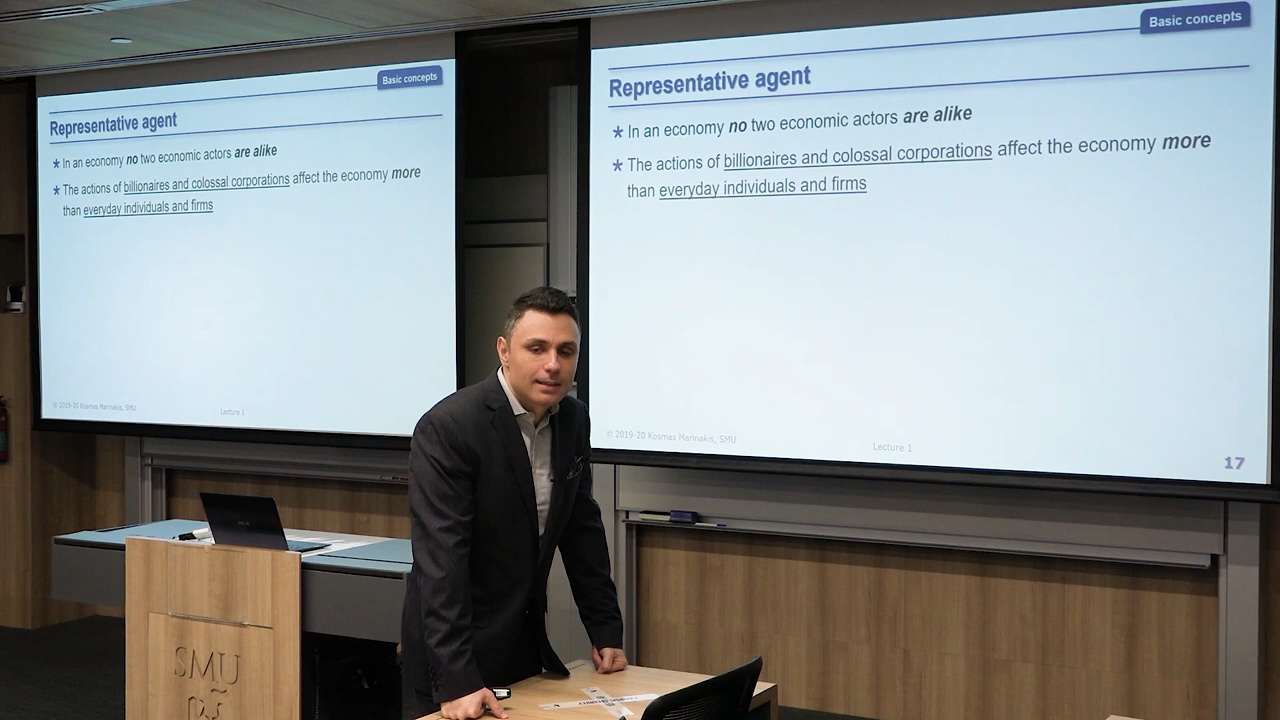 Basic concepts
Representative agent
* In an economy no two economic actors are alike
* The actions of billionaires and colossal corporations affect the economy more
than everyday individuals and firms
© 2019-20 Kosmas Marinakis, SMU
Lecture 1
Basic concepts
Representative agent
* In an economy no two economic actors are alike
* The actions of billionaires and colossal corporations affect the economy more
than everyday individuals and firms
© 2019-20 Kosmas Marinakis, SMU
Lecture 1
17
SMU